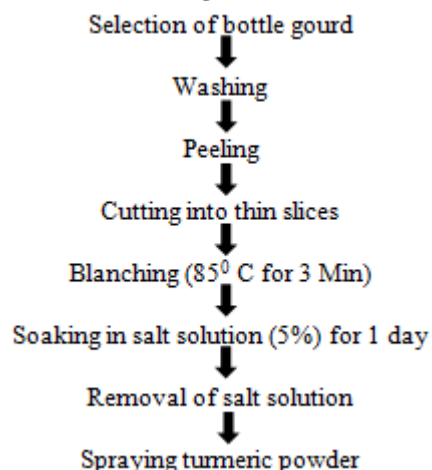 Selection of bottle gourd
Washing
Peeling
Cutting into thin slices
Blanching (85⁰ C for 3 Min)
Soaking in salt solution (5%) for 1 day
Removal of salt solution
Spraying turmeric powder